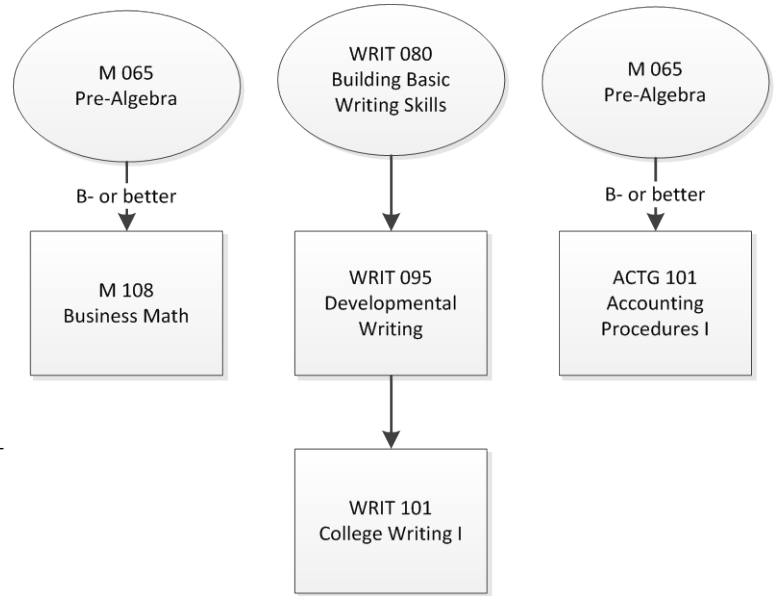 M 065
Pre-Algebra
B- or better
M 108
Business Math
WRIT 080
Building Basic
Writing Skills
WRIT 095
Developmental
Writing
WRIT 101
College Writing I
M 065
Pre-Algebra
B- or better
ACTG 101
Accounting
Procedures I